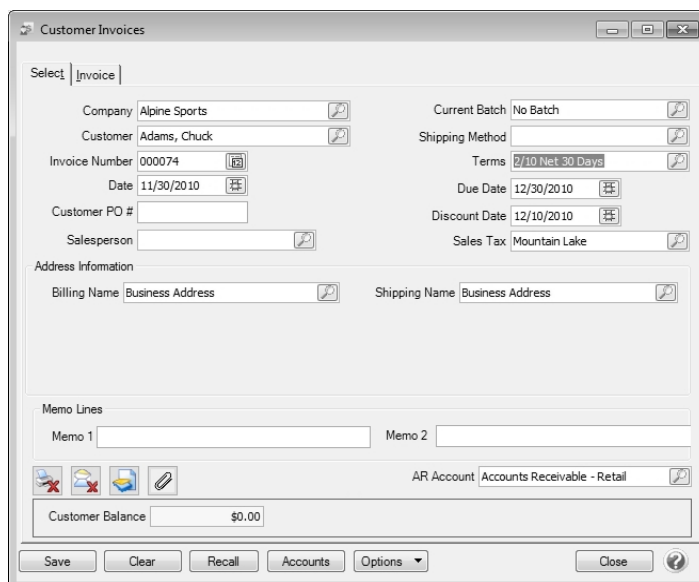 Customer Invoices
Select Invoice
Company Alpine Sports Current Batch No Batch
Customer Adams, Chuck Shipping Method
Invoice Number 000074 Terms 2/10 Net 30 Days
Date 11/30/2010 Due Date 12/30/2010
Customer PO # Discount Date 12/10/2010
Salesperson Sales Tax Mountain Lake
Address Information
Billing Name Business Address Shipping Name Business Address
Memo Lines
Memo 1 Memo 2
AR Account Accounts Receivable - Retail
Customer Balance $0.00
Save Clear Recall Accounts Options Close ?